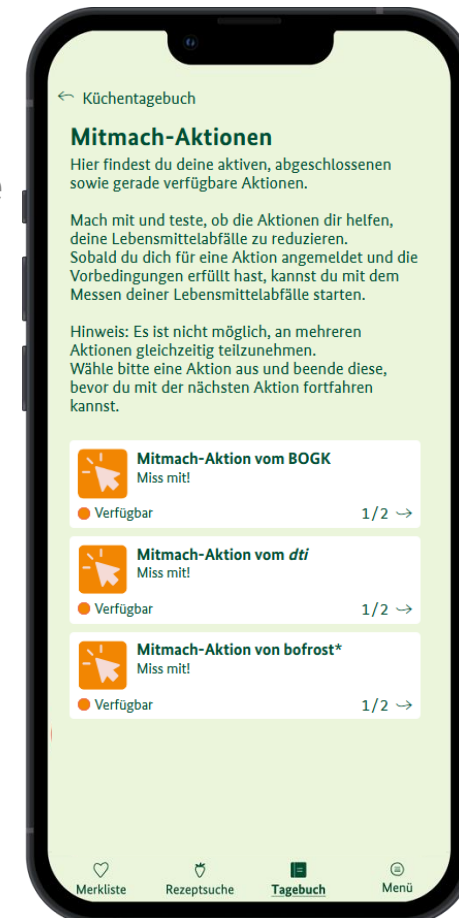 ← Küchentagebuch
Mitmach-Aktionen
Hier findest du deine aktiven, abgeschlossenen
sowie gerade verfügbare Aktionen.
Mach mit und teste, ob die Aktionen dir helfen,
deine Lebensmittelabfälle zu reduzieren.
Sobald du dich für eine Aktion angemeldet und die
Vorbedingungen erfüllt hast, kannst du mit dem
Messen deiner Lebensmittelabfälle starten.
Hinweis: Es ist nicht möglich, an mehreren
Aktionen gleichzeitig teilzunehmen.
Wähle bitte eine Aktion aus und beende diese,
bevor du mit der nächsten Aktion fortfahren
kannst.
Mitmach-Aktion vom BOGK
Miss mit!
Verfügbar 1/2 →
Mitmach-Aktion vom dti
Miss mit!
Verfügbar 1/2 →
Mitmach-Aktion von bofrost*
Miss mit!
Verfügbar 1/2 →
Merkliste Rezeptsuche Tagebuch Menü